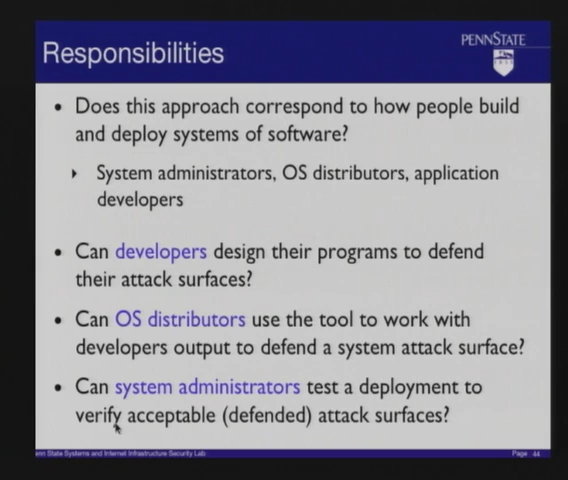 Responsibilities
PENNSTATE
• Does this approach correspond to how people build
and deploy systems of software?
System administrators, OS distributors, application
developers
• Can developers design their programs to defend
their attack surfaces?
• Can OS distributors use the tool to work with
developers output to defend a system attack surface?
• Can system administrators test a deployment to
verify acceptable (defended) attack surfaces?
enn State Systems and Internet Infrastructure Security Lab
Page 44